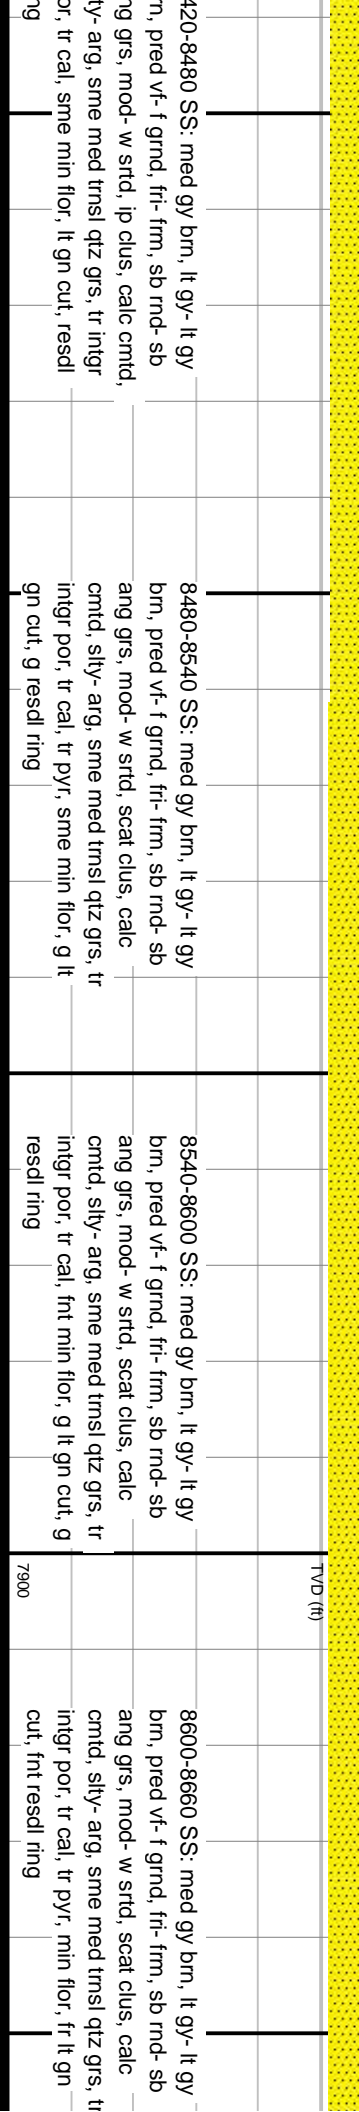 420-8480 SS: med gy brn, lt gy- lt gy
rn, pred vf- f grnd, fri- frm, sb rnd- sb
ng grs, mod- w srtd, ip clus, calc cmtd,
ty- arg, sme med trnsl qtz grs, tr intgr
or, tr cal, sme min flor, lt gn cut, resdl
ng
8480-8540 SS: med gy brn, lt gy- lt gy
brn, pred vf- f grnd, fri- frm, sb rnd- sb
ang grs, mod- w srtd, scat clus, calc
cmtd, slty- arg, sme med trnsl qtz grs, tr
intgr por, tr cal, tr pyr, sme min flor, g lt
gn cut, g resdl ring
8540-8600 SS: med gy brn, lt gy- lt gy
brn, pred vf- f grnd, fri- frm, sb rnd- sb
ang grs, mod- w srtd, scat clus, calc
cmtd, slty- arg, sme med trnsl qtz grs, tr
intgr por, tr cal, fnt min flor, g lt gn cut, g
resdl ring
TVD (ft)
7900
8600-8660 SS: med gy brn, lt gy- lt gy
brn, pred vf- f grnd, fri- frm, sb rnd- sb
ang grs, mod- w srtd, scat clus, calc
cmtd, slty- arg, sme med trnsl qtz grs, tr
intgr por, tr cal, tr pyr, min flor, fr lt gn
cut, fnt resdl ring